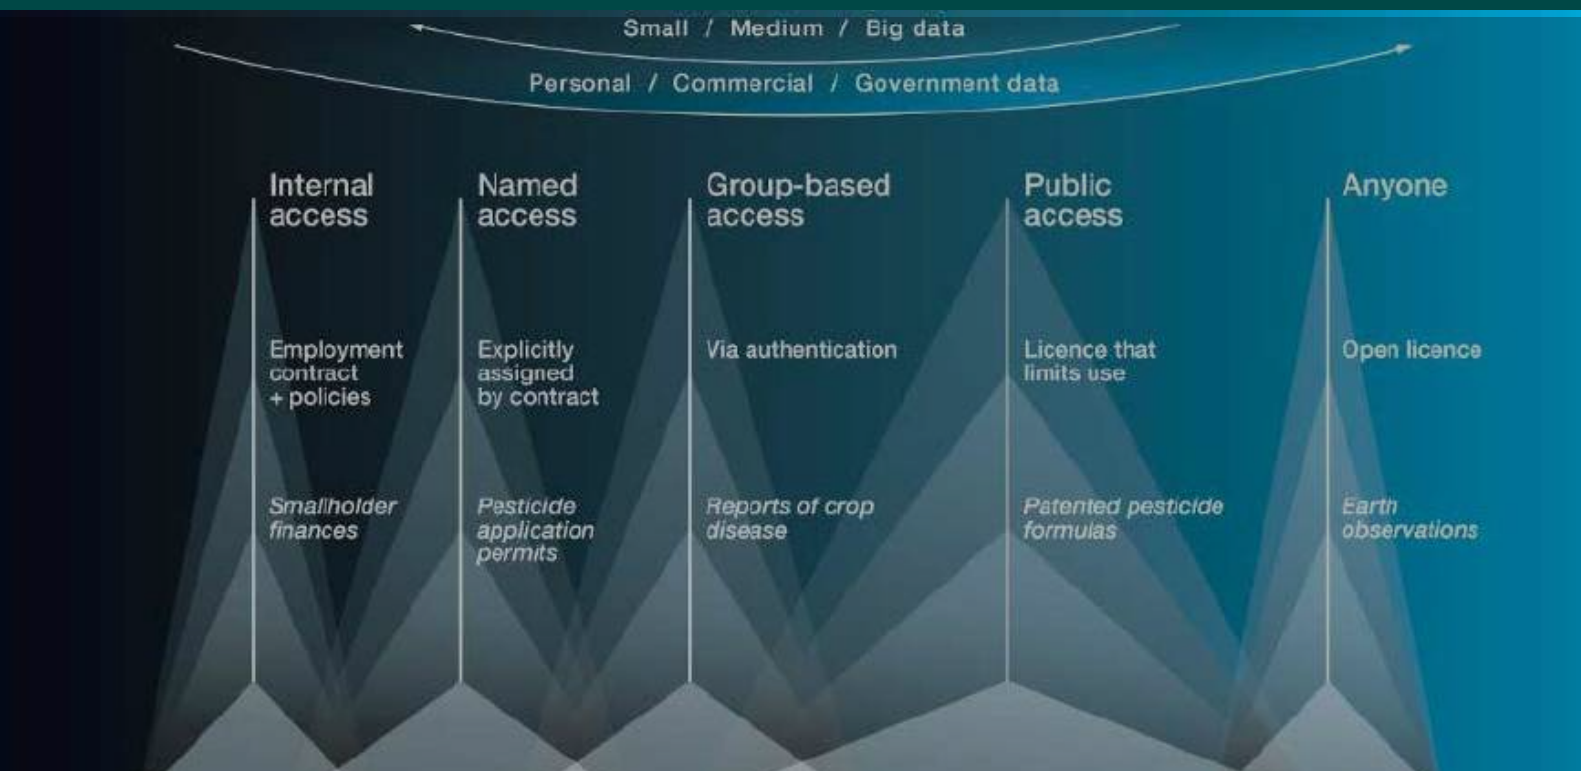 Small / Medium / Big data
Personal / Commercial / Government data
Internal
access
Named
access
Group-based
access
Public
access
Anyone
Employment
contract
+ policies
Explicitly
assigned
by contract
Via authentication
Licence that
limits use
Open licence
Smallholder
finances
Pesticide
application
permits
Reports of crop
disease
Patented pesticide
formulas
Earth
observations